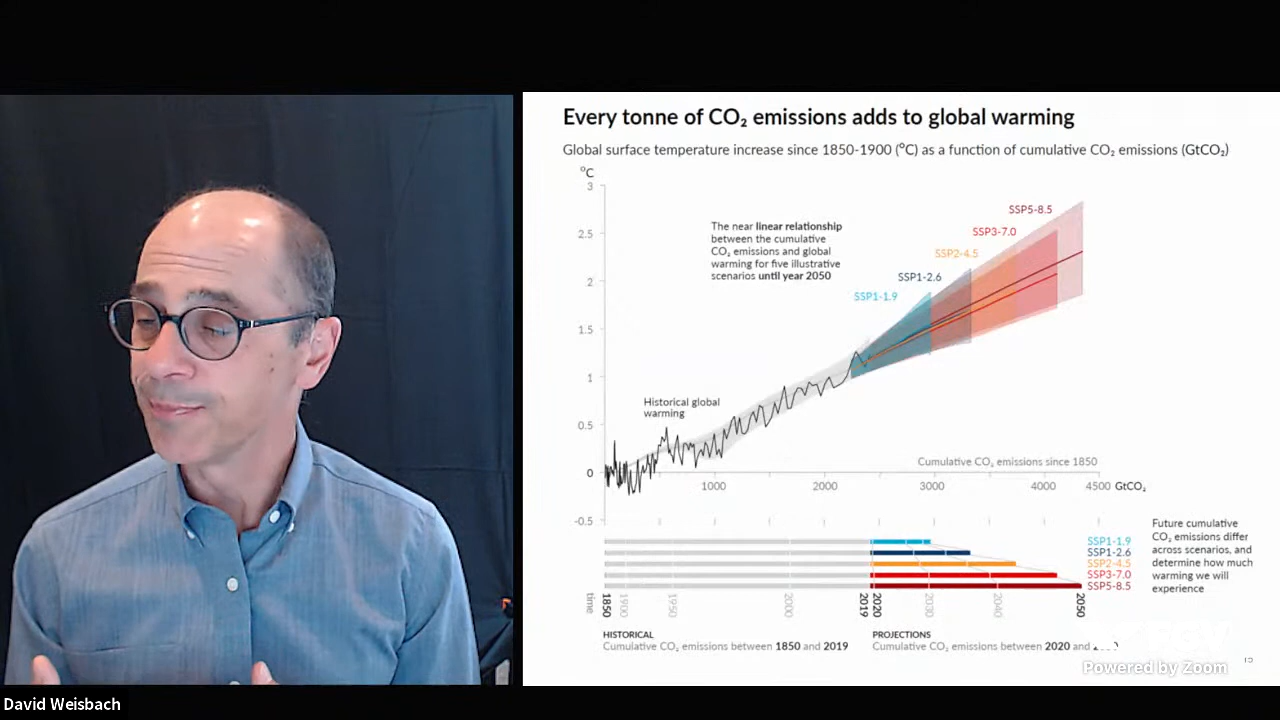 Every tonne of CO₂ emissions adds to global warming
Global surface temperature increase since 1850-1900 (°C) as a function of cumulative CO₂ emissions (GtCO₂)
°C
3
2.5
2
1.5
1
0.5
0
-0.5
The near linear relationship
between the cumulative
CO₂ emissions and global
warming for five illustrative
scenarios until year 2050
SSP5-8.5
SSP3-7.0
SSP2-4.5
SSP1-2.6
SSP1-1.9
Historical global
warming
Cumulative CO₂ emissions since 1850
1000
2000
3000
4000
4500
GtCO₂
Future cumulative
CO₂ emissions differ
across scenarios, and
determine how much
warming we will
experience
SSP1-1.9
SSP1-2.6
SSP2-4.5
SSP3-7.0
SSP5-8.5
time
1850
1900
1950
2000
2019
2020
2030
2040
2050
HISTORICAL
Cumulative CO₂ emissions between 1850 and 2019
PROJECTIONS
Cumulative CO₂ emissions between 2020 and
Powered by Zoom
David Weisbach